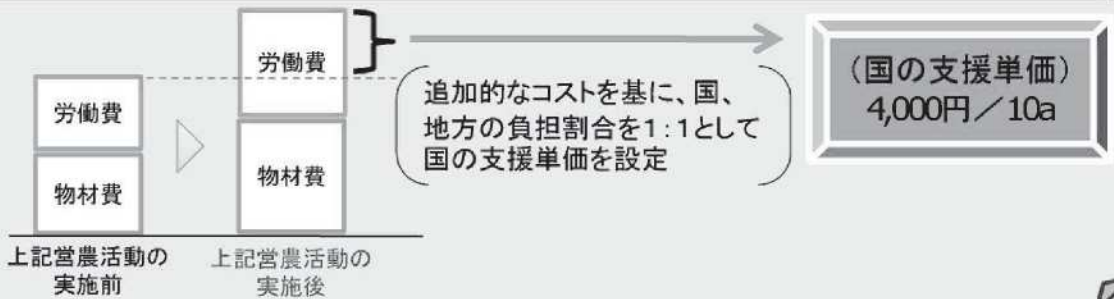 労働費
物材費
上記営農活動の
実施前
労働費
物材費
上記営農活動の
実施後
追加的なコストを基に、国、
地方の負担割合を1:1として
国の支援単価を設定
(国の支援単価)
4,000円/10a